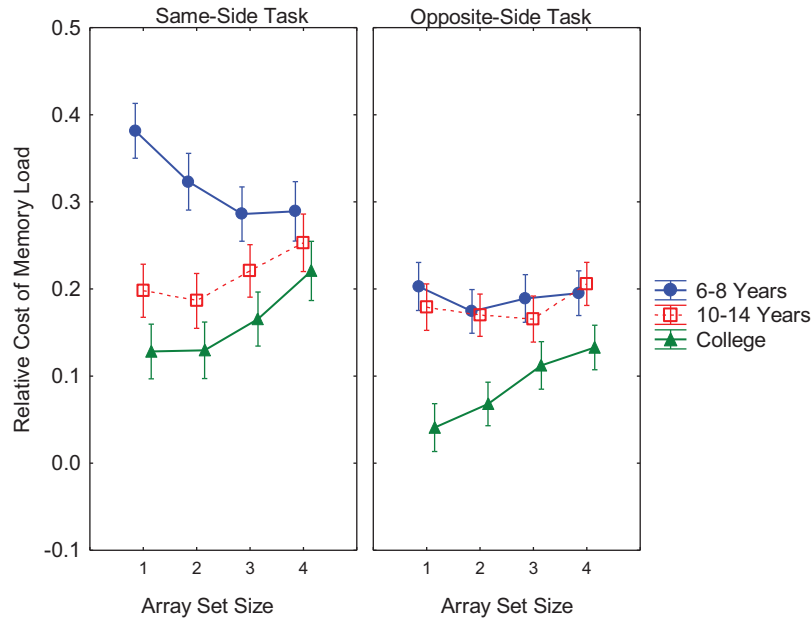 Same-Side Task
Opposite-Side Task
Relative Cost of Memory Load
0.5
0.4
0.3
0.2
0.1
0.0
-0.1
1 2 3 4
1 2 3 4
Array Set Size
Array Set Size
6-8 Years
10-14 Years
College